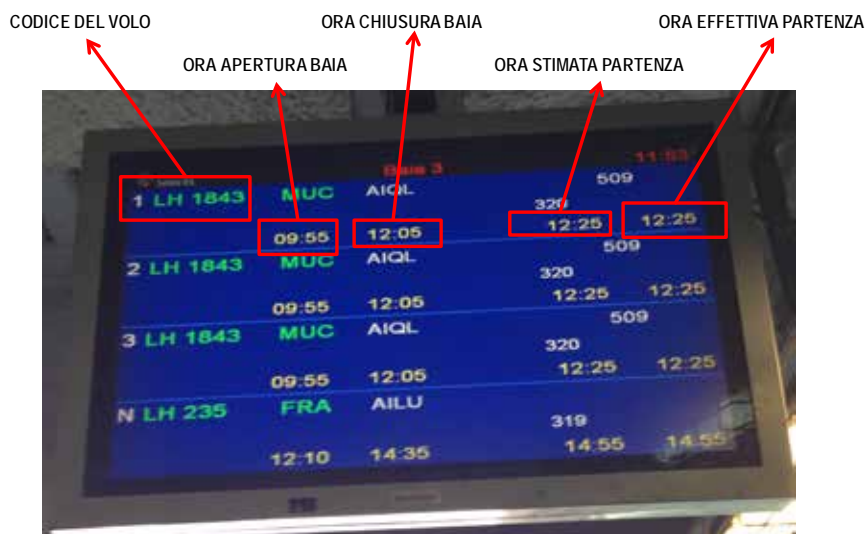 CODICE DEL VOLO ORA CHIUSURA BAIA ORA EFFETTIVA PARTENZA
ORA APERTURA BAIA ORA STIMATA PARTENZA
Baia 3 11:53
1 LH 1843 MUC AIQL 509
320
09:55 12:05 12:25 12:25
2 LH 1843 MUC AIQL 509
320
09:55 12:05 12:25 12:25
3 LH 1843 MUC AIQL 509
320
09:55 12:05 12:25 12:25
N LH 235 FRA AILU
319
12:10 14:35 14:55 14:55